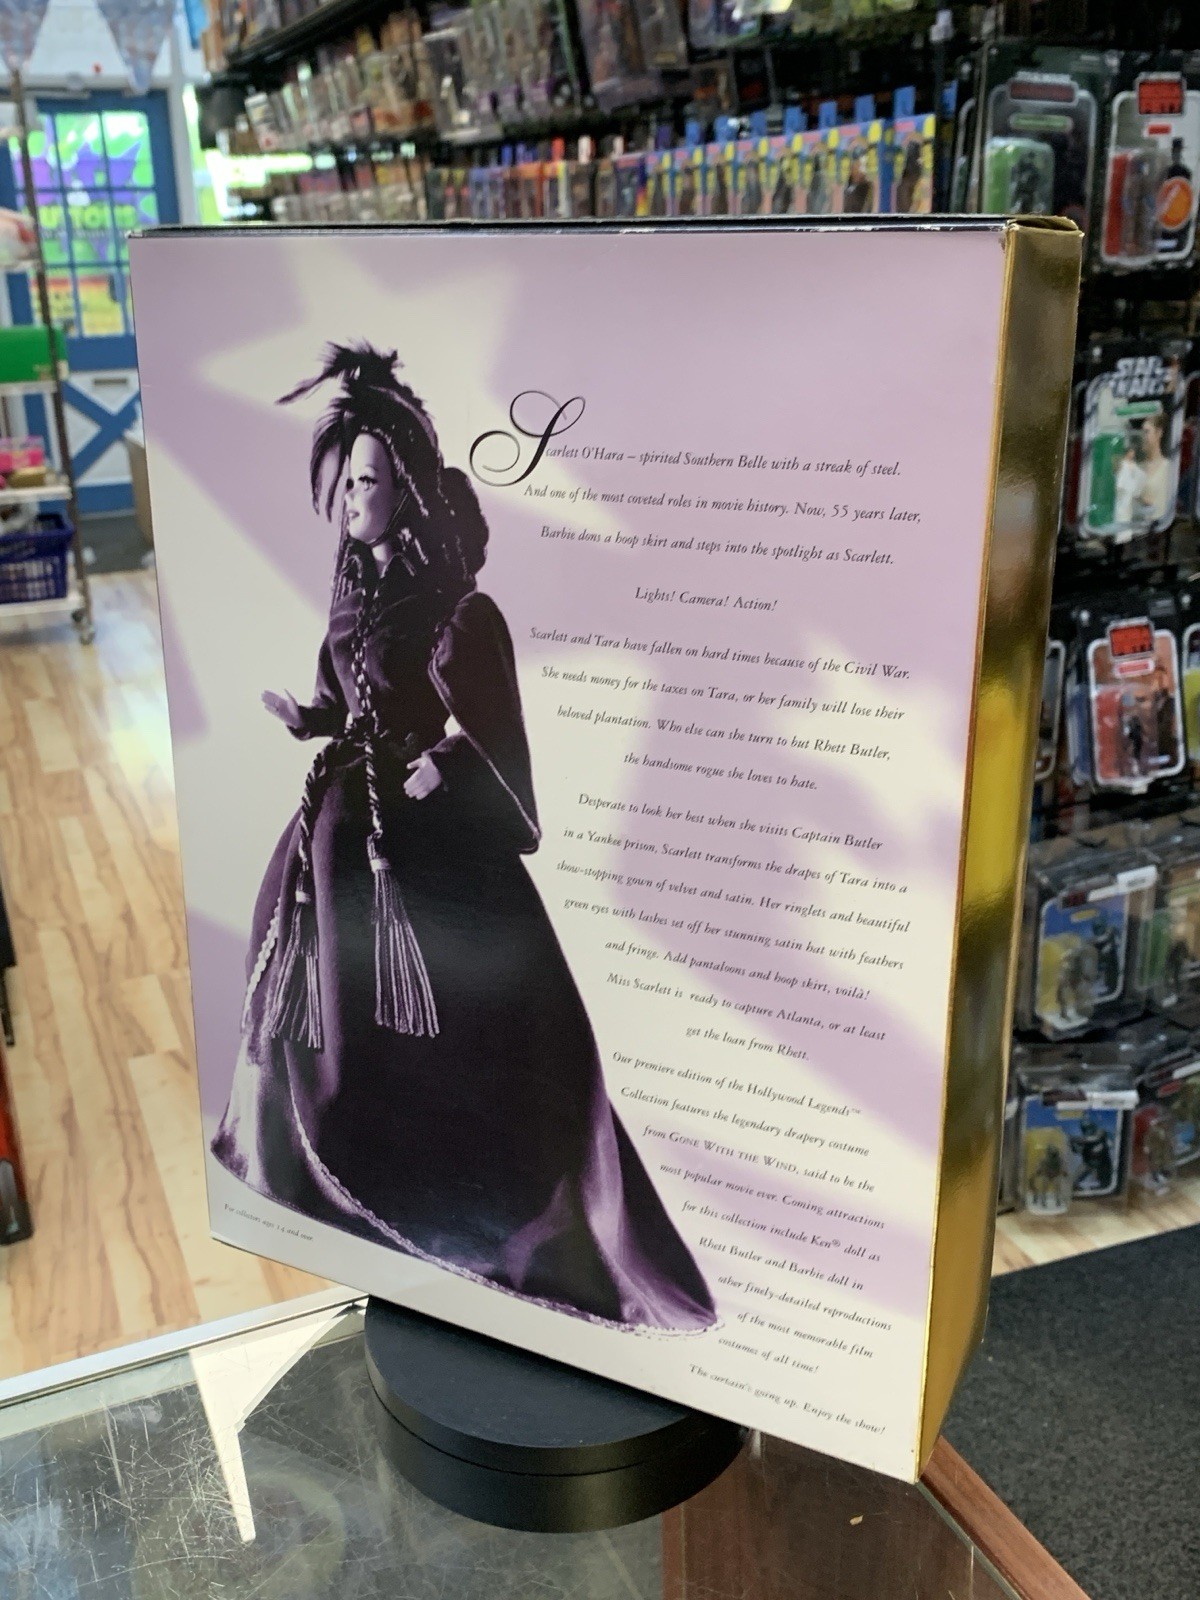 Scarlett O'Hara – spirited Southern Belle with a streak of steel.
And one of the most coveted roles in movie history. Now, 55 years later,
Barbie dons a hoop skirt and steps into the spotlight as Scarlett.
Lights! Camera! Action!
Scarlett and Tara have fallen on hard times because of the Civil War.
She needs money for the taxes on Tara, or her family will lose their
beloved plantation. Who else can she turn to but Rhett Butler,
the handsome rogue she loves to hate.
Desperate to look her best when she visits Captain Butler
in a Yankee prison, Scarlett transforms the drapes of Tara into a
show-stopping gown of velvet and satin. Her ringlets and beautiful
green eyes with lashes set off her stunning satin hat with feathers
and fringe. Add pantaloons and hoop skirt, voilà!
Miss Scarlett is ready to capture Atlanta, or at least
get the loan from Rhett.
Our premiere edition of the Hollywood Legends™
Collection features the legendary drapery costume
from GONE WITH THE WIND, said to be the
most popular movie ever. Coming attractions
for this collection include Ken® doll as
Rhett Butler and Barbie doll in
other finely-detailed reproductions
of the most memorable film
costumes of all time!
The curtain's going up. Enjoy the show!
For collectors age 14 and over.
STAR
WARS